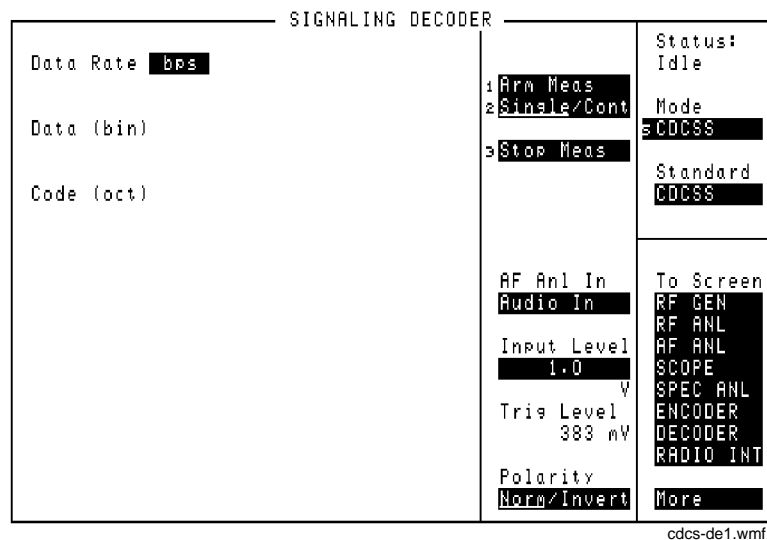 SIGNALING DECODER
Data Rate bps
Data (bin)
Code (oct)
1 Arm Meas
2 Single/Cont
3 Stop Meas
AF Anl In
Audio In
Input Level
1.0
V
Trig Level
383 mV
Polarity
Norm/Invert
Status:
Idle
Mode
5 CDCSS
Standard
CDCSS
To Screen
RF GEN
RF ANL
AF ANL
SCOPE
SPEC ANL
ENCODER
DECODER
RADIO INT
More
cdcs-de1.wmf